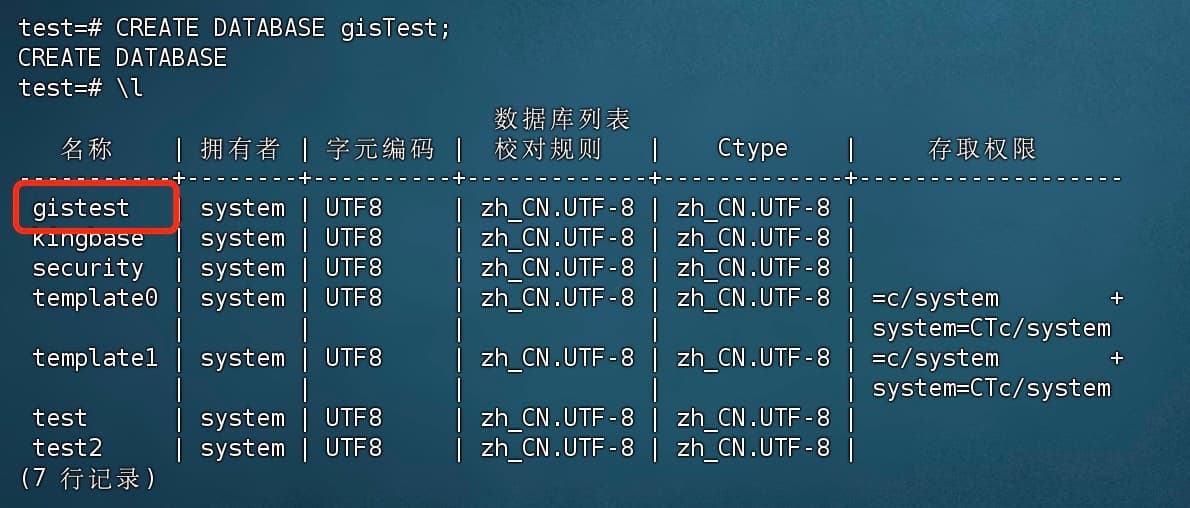 test=# CREATE DATABASE gisTest;
CREATE DATABASE
test=# \l
数据库列表
名称 | 拥有者 | 字元编码 | 校对规则 | Ctype | 存取权限
-----------+--------+----------+-------------+-------------+-------------------
gistest | system | UTF8 | zh_CN.UTF-8 | zh_CN.UTF-8 |
kingbase | system | UTF8 | zh_CN.UTF-8 | zh_CN.UTF-8 |
security | system | UTF8 | zh_CN.UTF-8 | zh_CN.UTF-8 |
template0 | system | UTF8 | zh_CN.UTF-8 | zh_CN.UTF-8 | =c/system +
| | | | | system=CTc/system
template1 | system | UTF8 | zh_CN.UTF-8 | zh_CN.UTF-8 | =c/system +
| | | | | system=CTc/system
test | system | UTF8 | zh_CN.UTF-8 | zh_CN.UTF-8 |
test2 | system | UTF8 | zh_CN.UTF-8 | zh_CN.UTF-8 |
(7 行记录)